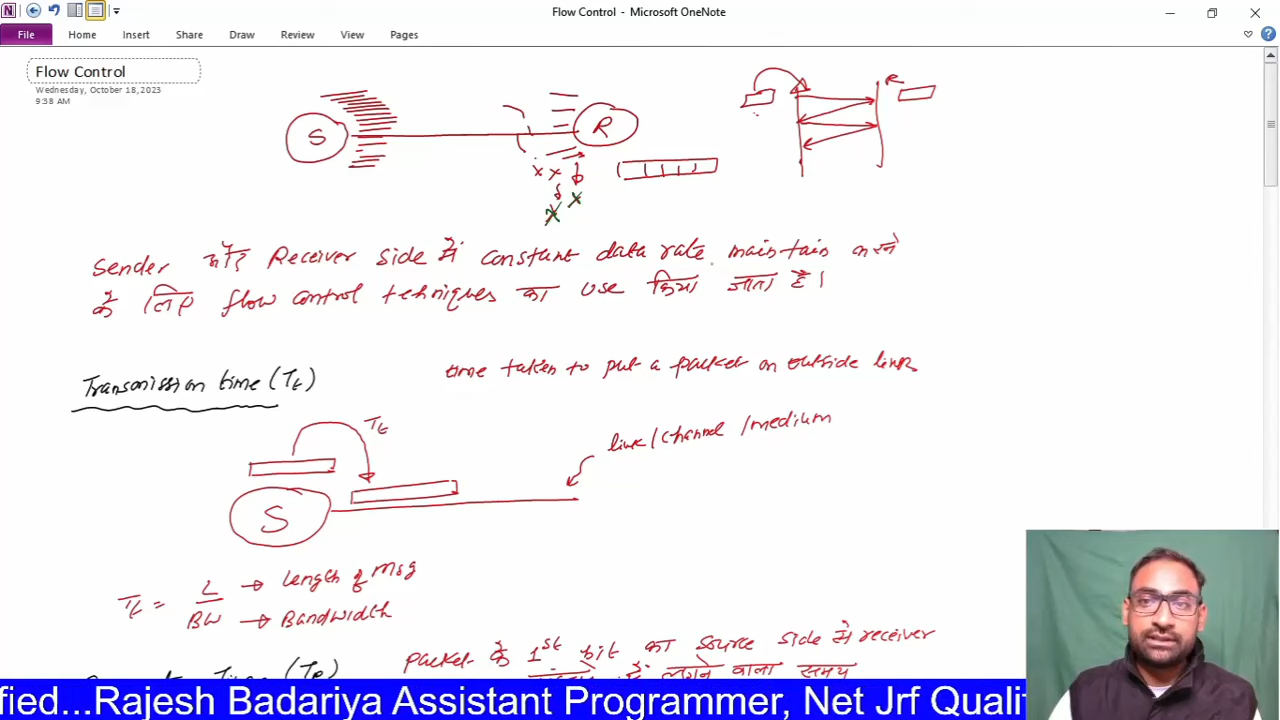 Flow Control - Microsoft OneNote
File Home Insert Share Draw Review View Pages
Flow Control
Wednesday, October 18, 2023
9:38 AM
S R
Sender और Receiver side में constant data rate maintain करने
के लिए flow control techniques का use किया जाता है।
Transmission time (Tt) time taken to put a packet on outside link
Tt
link/channel/medium
S
Tt = L → Length of Msg
BW → Bandwidth
Packet के 1st bit का source side से receiver
में लगने वाला समय
fied...Rajesh Badariya Assistant Programmer, Net Jrf Qualif